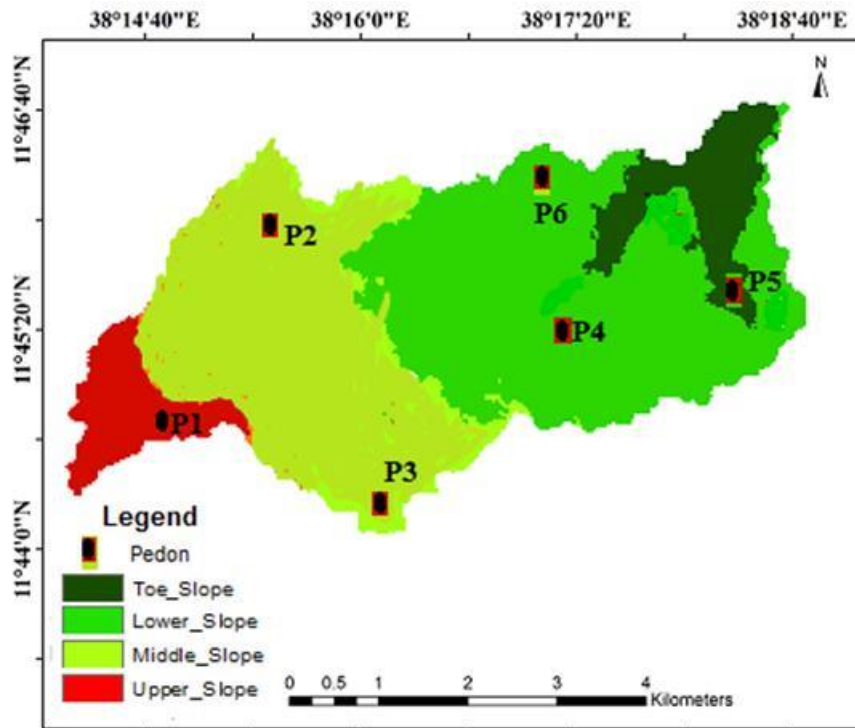 38°14'40"E 38°16'0"E 38°17'20"E 38°18'40"E
N
11°46'40"N
P6
P2
P5
11°45'20"N
P4
P1
P3
Legend
11°44'0"N
Pedon
Toe_Slope
Lower_Slope
Middle_Slope
Upper_Slope
0 0.5 1 2 3 4
Kilometers